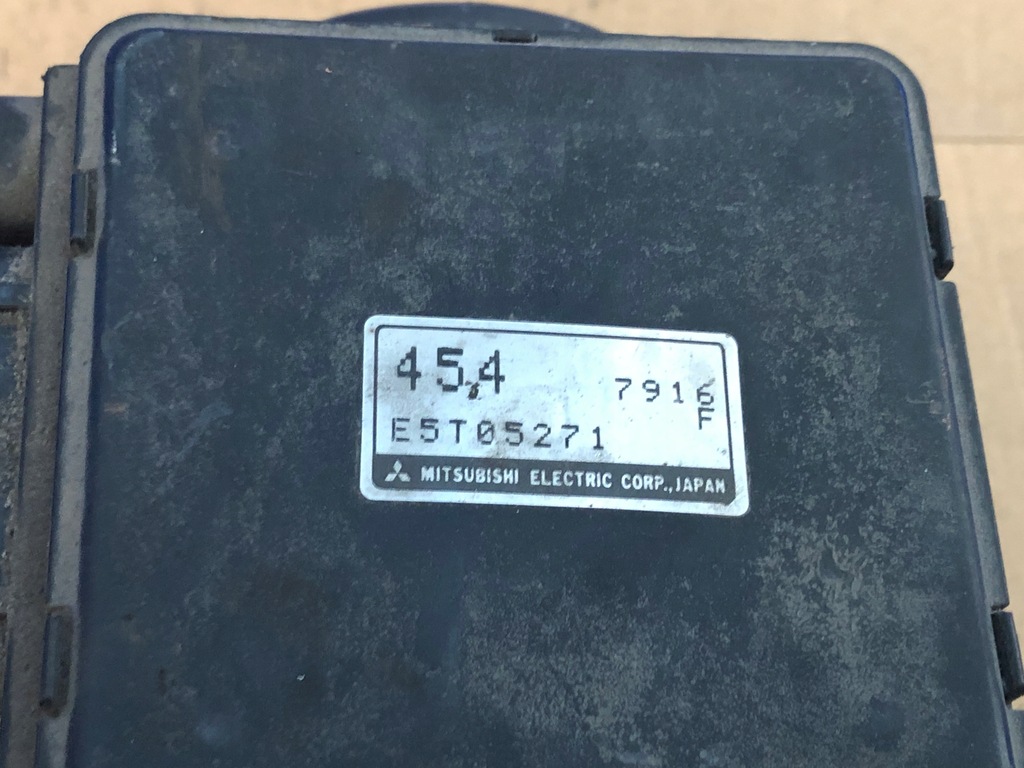 454 7916
F
E5T05271
MITSUBISHI ELECTRIC CORP., JAPAN